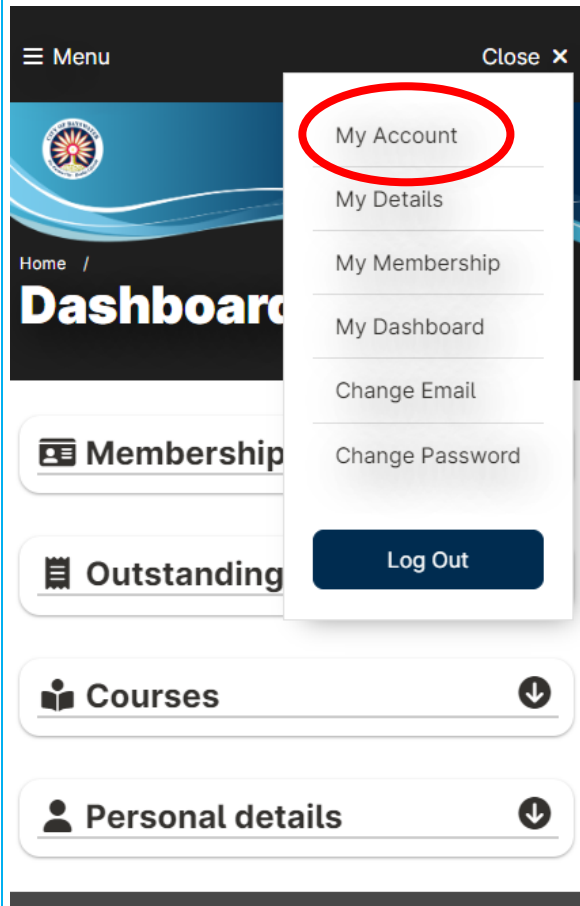 Menu
Close
My Account
My Details
Home /
My Membership
Dashboard
My Dashboard
Change Email
Membership
Change Password
Outstanding
Log Out
Courses
Personal details